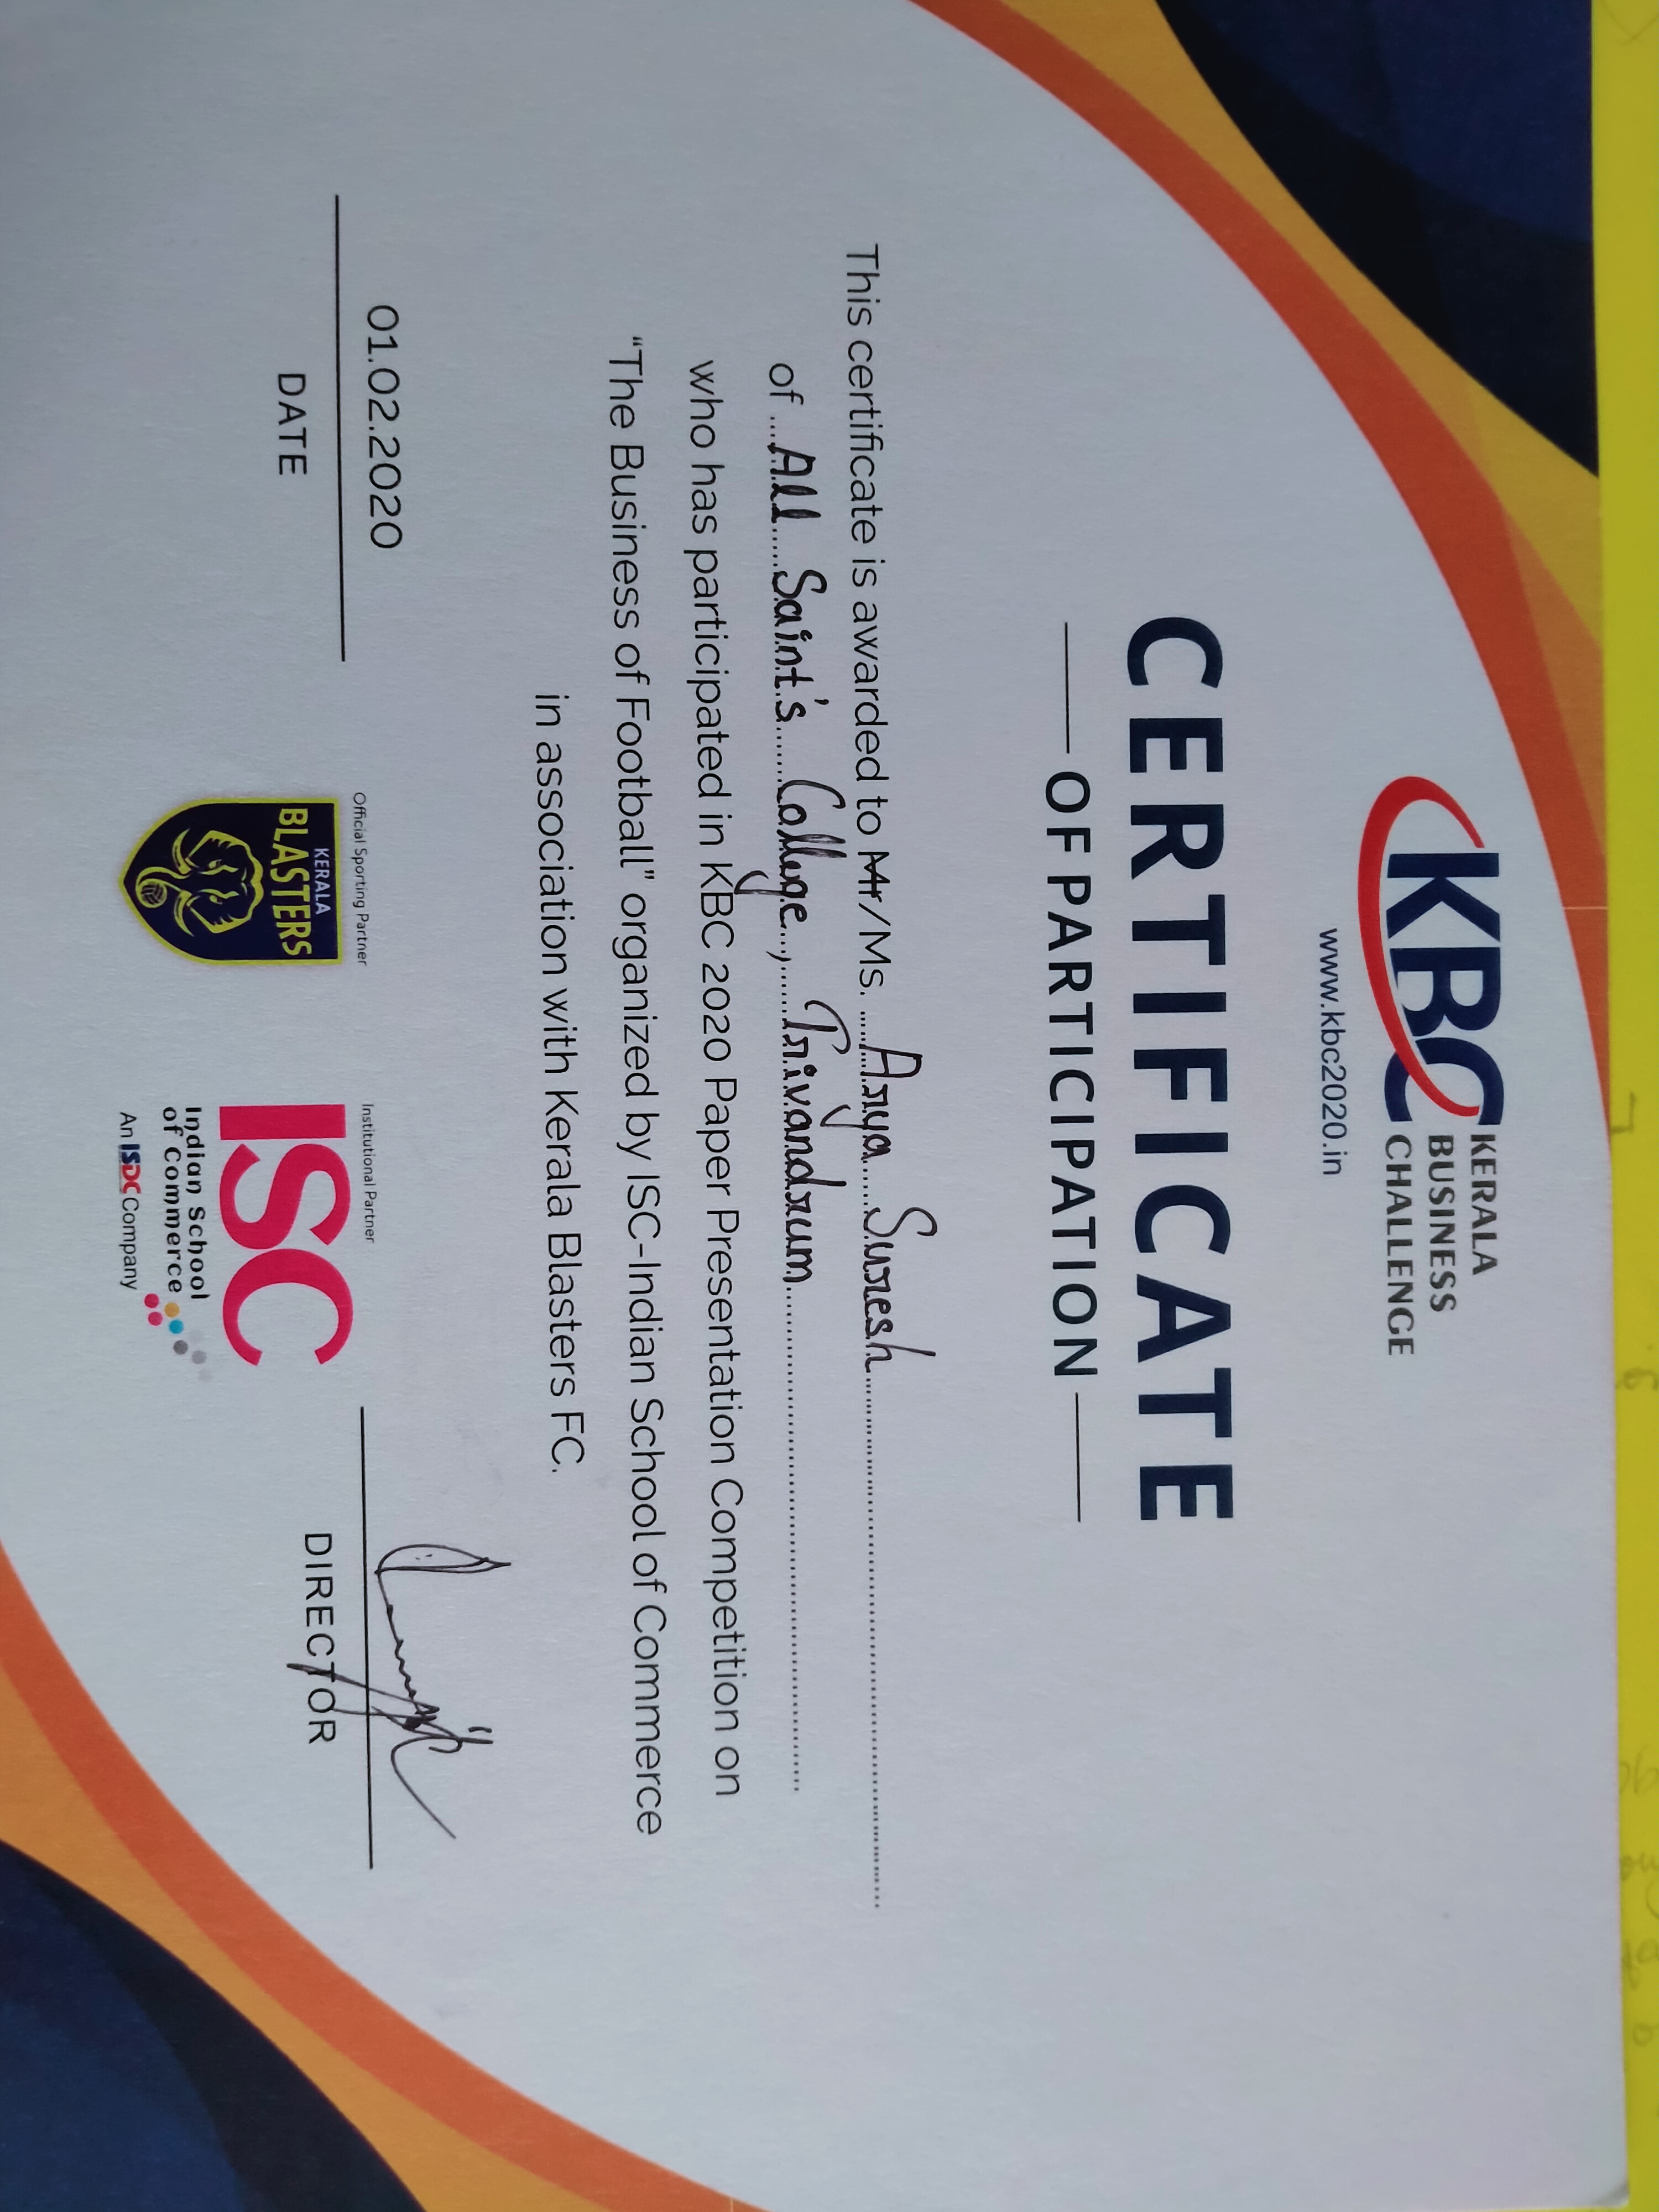 KBC KERALA
BUSINESS
CHALLENGE
www.kbc2020.in
CERTIFICATE
OF PARTICIPATION
This certificate is awarded to Mr/Ms. Arya Suresh
of All Saint's College, Trivandrum
who has participated in KBC 2020 Paper Presentation Competition on
“The Business of Football” organized by ISC-Indian School of Commerce
in association with Kerala Blasters FC.
01.02.2020
DATE
Official Sporting Partner
KERALA
BLASTERS
Institutional Partner
ISC
Indian School
of Commerce
An ISDC Company
DIRECTOR